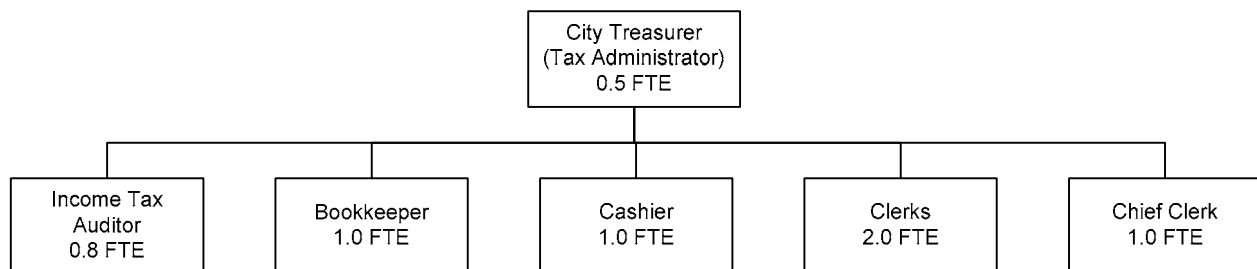 City Treasurer
(Tax Administrator)
0.5 FTE
Income Tax
Auditor
0.8 FTE
Bookkeeper
1.0 FTE
Cashier
1.0 FTE
Clerks
2.0 FTE
Chief Clerk
1.0 FTE